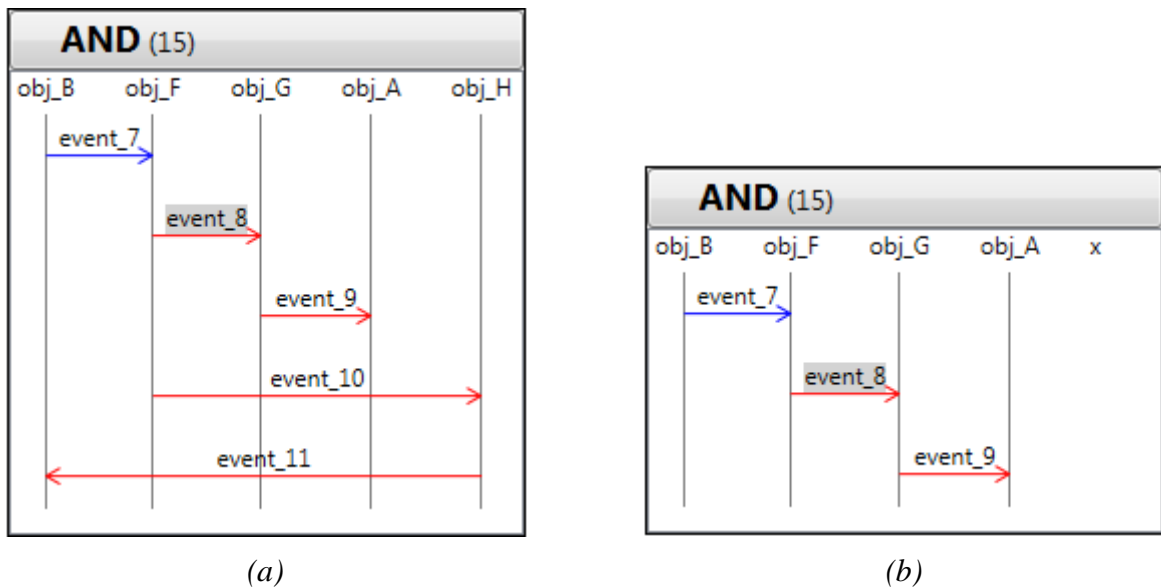 AND (15)
obj_B obj_F obj_G obj_A obj_H
event_7
event_8
event_9
event_10
event_11
(a)
AND (15)
obj_B obj_F obj_G obj_A x
event_7
event_8
event_9
(b)